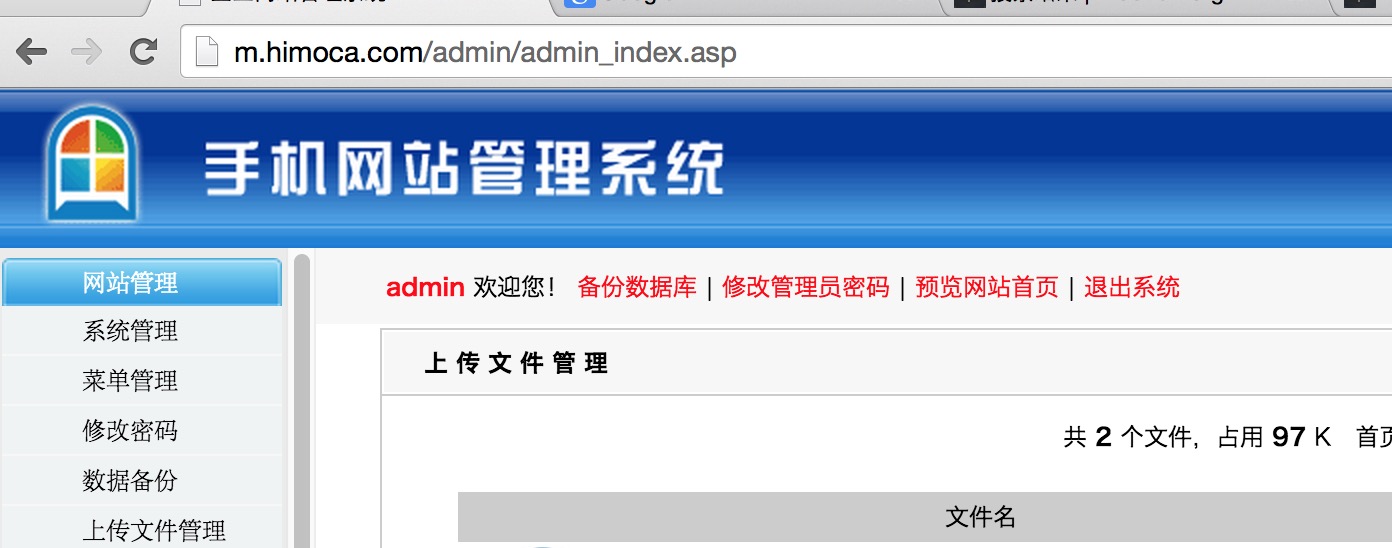 m.himoca.com/admin/admin_index.asp
手机网站管理系统
网站管理
系统管理
菜单管理
修改密码
数据备份
上传文件管理
admin 欢迎您！ 备份数据库 | 修改管理员密码 | 预览网站首页 | 退出系统
上传文件管理
共 2 个文件，占用 97 K 首页
文件名